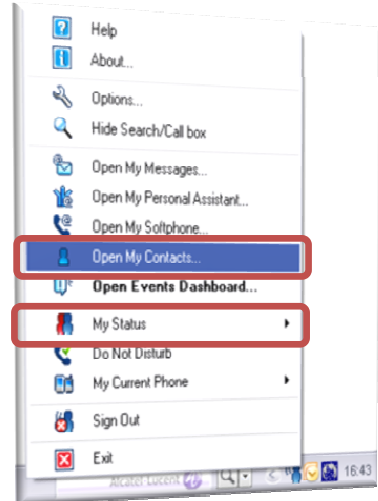 Help
About...
Options...
Hide Search/Call box
Open My Messages...
Open My Personal Assistant...
Open My Softphone...
Open My Contacts...
Open Events Dashboard...
My Status
Do Not Disturb
My Current Phone
Sign Out
Exit
Alcatel-Lucent
16:43